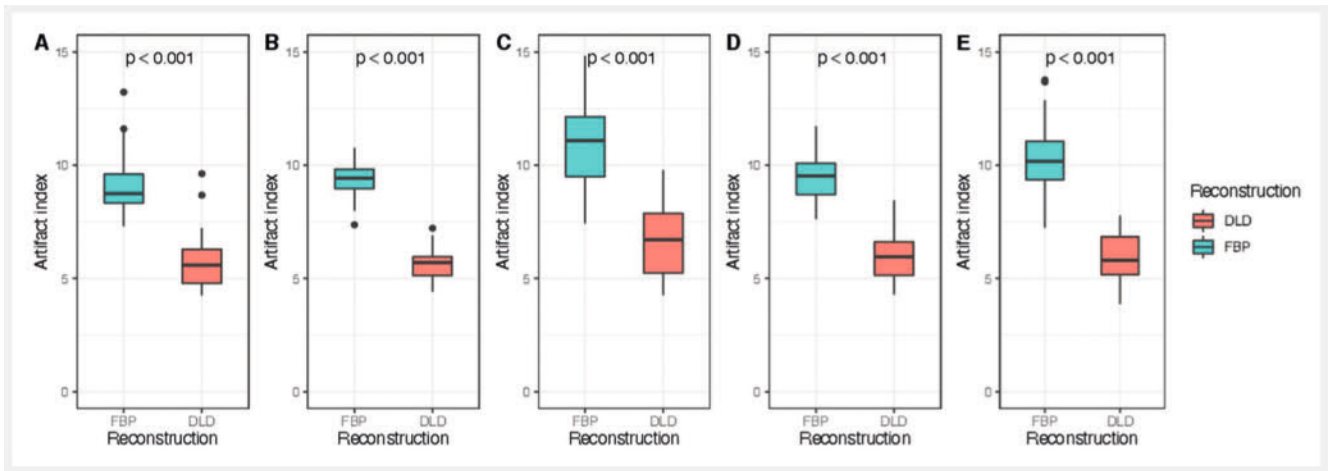 A
B
C
D
E
p < 0.001
p < 0.001
p < 0.001
p < 0.001
p < 0.001
15
10
5
0
Artifact index
FBP
DLD
Reconstruction
15
10
5
0
Artifact index
FBP
DLD
Reconstruction
15
10
5
0
Artifact index
FBP
DLD
Reconstruction
15
10
5
0
Artifact index
FBP
DLD
Reconstruction
15
10
5
0
Artifact index
FBP
DLD
Reconstruction
Reconstruction
DLD
FBP